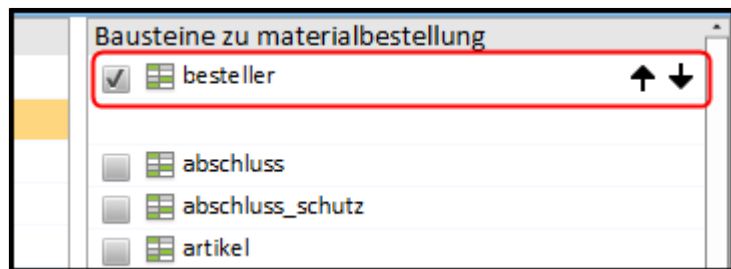 Bausteine zu materialbestellung
besteller
abschluss
abschluss_schutz
artikel